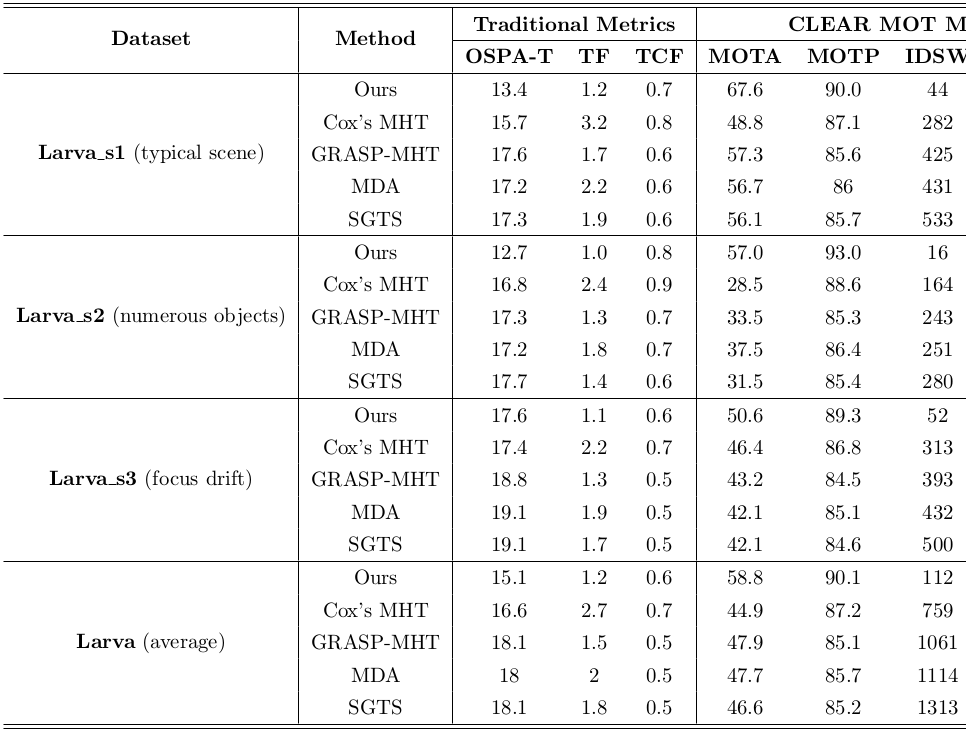 Dataset Method Traditional Metrics CLEAR MOT M
OSPA-T TF TCF MOTA MOTP IDSW
Larva_s1 (typical scene)
Ours 13.4 1.2 0.7 67.6 90.0 44
Cox's MHT 15.7 3.2 0.8 48.8 87.1 282
GRASP-MHT 17.6 1.7 0.6 57.3 85.6 425
MDA 17.2 2.2 0.6 56.7 86 431
SGTS 17.3 1.9 0.6 56.1 85.7 533
Larva_s2 (numerous objects)
Ours 12.7 1.0 0.8 57.0 93.0 16
Cox's MHT 16.8 2.4 0.9 28.5 88.6 164
GRASP-MHT 17.3 1.3 0.7 33.5 85.3 243
MDA 17.2 1.8 0.7 37.5 86.4 251
SGTS 17.7 1.4 0.6 31.5 85.4 280
Larva_s3 (focus drift)
Ours 17.6 1.1 0.6 50.6 89.3 52
Cox's MHT 17.4 2.2 0.7 46.4 86.8 313
GRASP-MHT 18.8 1.3 0.5 43.2 84.5 393
MDA 19.1 1.9 0.5 42.1 85.1 432
SGTS 19.1 1.7 0.5 42.1 84.6 500
Larva (average)
Ours 15.1 1.2 0.6 58.8 90.1 112
Cox's MHT 16.6 2.7 0.7 44.9 87.2 759
GRASP-MHT 18.1 1.5 0.5 47.9 85.1 1061
MDA 18 2 0.5 47.7 85.7 1114
SGTS 18.1 1.8 0.5 46.6 85.2 1313